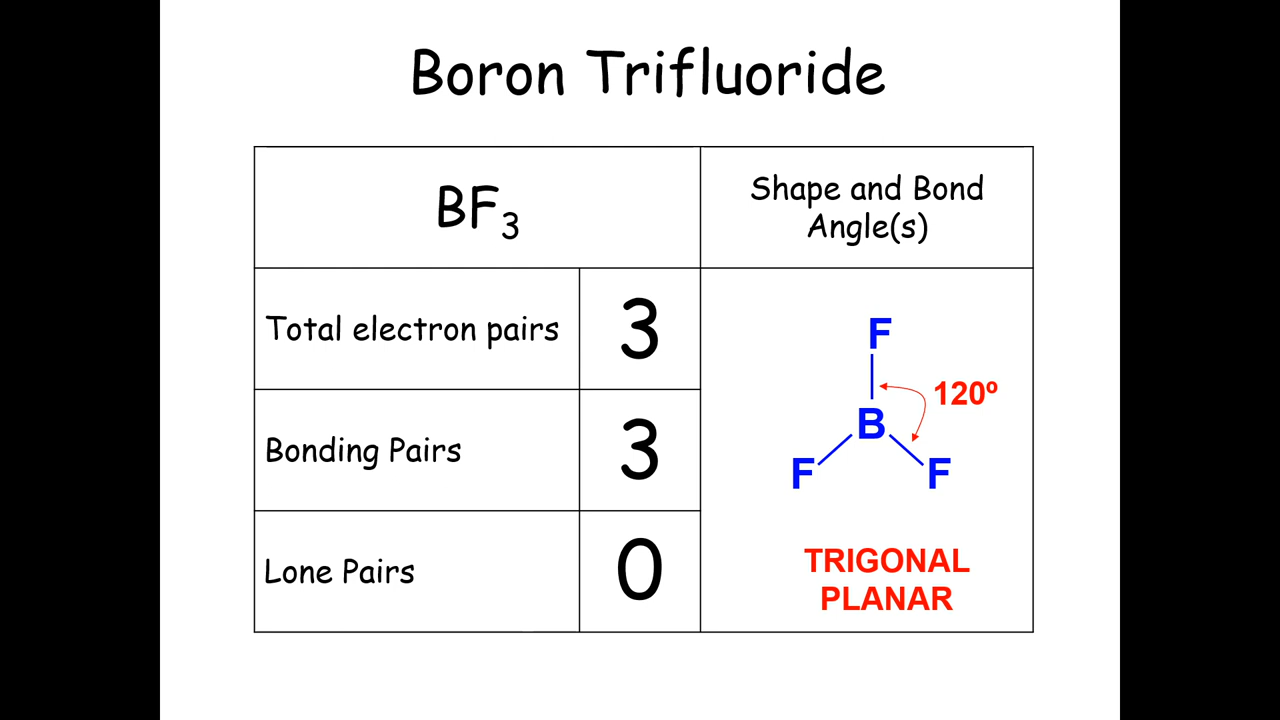 Boron Trifluoride
BF₃
Shape and Bond
Angle(s)
Total electron pairs
3
Bonding Pairs
3
Lone Pairs
0
F
120º
B
F
F
TRIGONAL
PLANAR